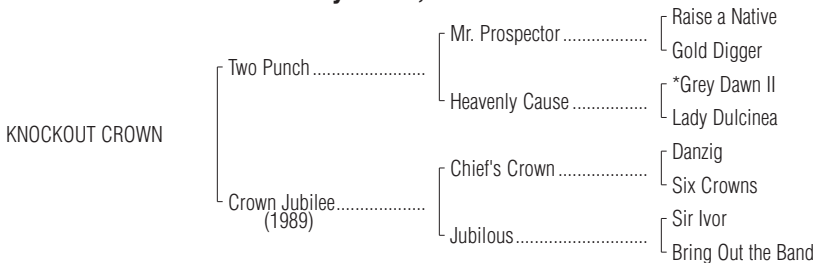 Raise a Native
Mr. Prospector
Gold Digger
Two Punch
*Grey Dawn II
Heavenly Cause
Lady Dulcinea
KNOCKOUT CROWN
Danzig
Chief's Crown
Six Crowns
Crown Jubilee
(1989)
Sir Ivor
Jubilous
Bring Out the Band